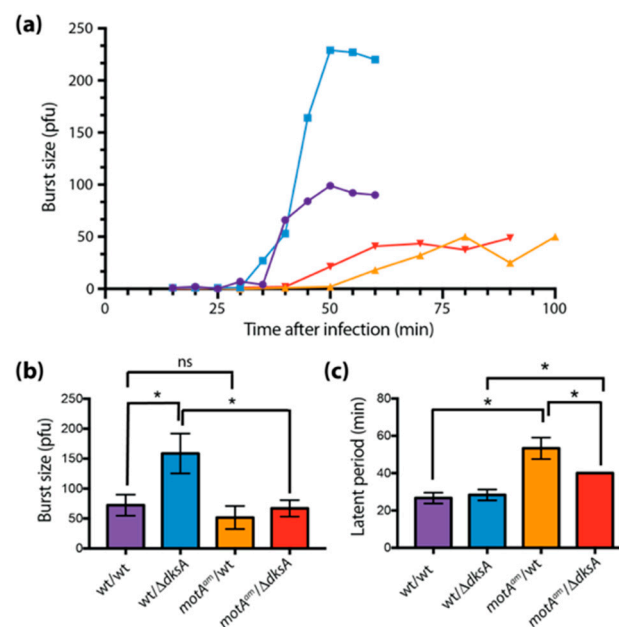 (a)
Burst size (pfu)
250
200
150
100
50
0
0 25 50 75 100
Time after infection (min)
(b)
Burst size (pfu)
250
200
150
100
50
0
ns
*
*
wt/wt
wt/ΔdksA
motAᵃᵐ/wt
motAᵃᵐ/ΔdksA
(c)
Latent period (min)
80
60
40
20
0
*
*
*
wt/wt
wt/ΔdksA
motAᵃᵐ/wt
motAᵃᵐ/ΔdksA